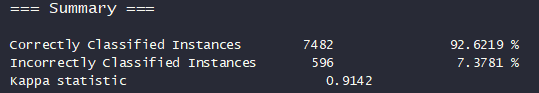 === Summary ===
Correctly Classified Instances 7482 92.6219 %
Incorrectly Classified Instances 596 7.3781 %
Kappa statistic 0.9142